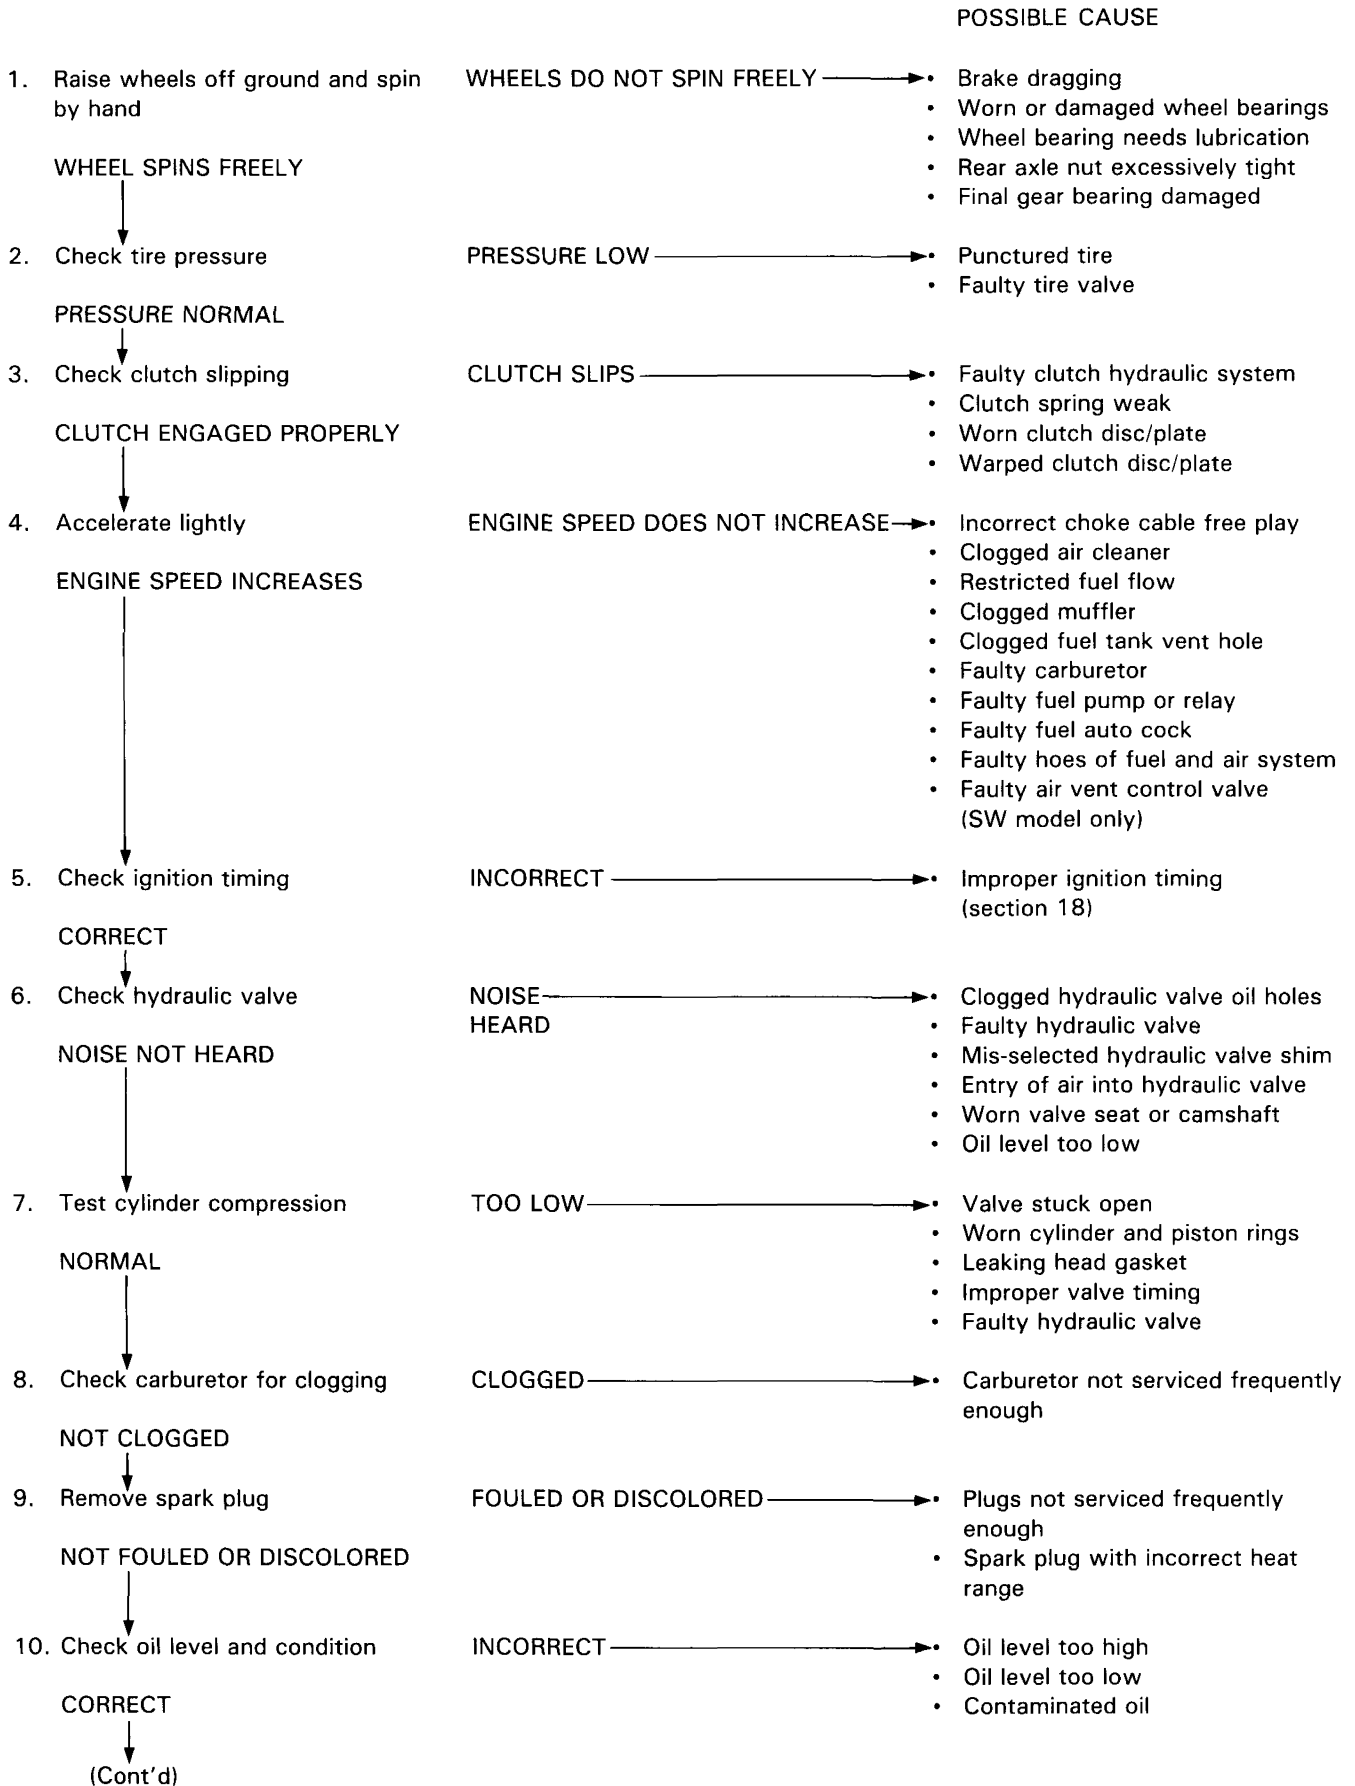 POSSIBLE CAUSE
1. Raise wheels off ground and spin by hand
WHEELS DO NOT SPIN FREELY
• Brake dragging
• Worn or damaged wheel bearings
• Wheel bearing needs lubrication
• Rear axle nut excessively tight
• Final gear bearing damaged
WHEEL SPINS FREELY
2. Check tire pressure
PRESSURE LOW
• Punctured tire
• Faulty tire valve
PRESSURE NORMAL
3. Check clutch slipping
CLUTCH SLIPS
• Faulty clutch hydraulic system
• Clutch spring weak
• Worn clutch disc/plate
• Warped clutch disc/plate
CLUTCH ENGAGED PROPERLY
4. Accelerate lightly
ENGINE SPEED DOES NOT INCREASE
• Incorrect choke cable free play
• Clogged air cleaner
• Restricted fuel flow
• Clogged muffler
• Clogged fuel tank vent hole
• Faulty carburetor
• Faulty fuel pump or relay
• Faulty fuel auto cock
• Faulty hoes of fuel and air system
• Faulty air vent control valve
(SW model only)
ENGINE SPEED INCREASES
5. Check ignition timing
INCORRECT
• Improper ignition timing
(section 18)
CORRECT
6. Check hydraulic valve
NOISE
HEARD
• Clogged hydraulic valve oil holes
• Faulty hydraulic valve
• Mis-selected hydraulic valve shim
• Entry of air into hydraulic valve
• Worn valve seat or camshaft
• Oil level too low
NOISE NOT HEARD
7. Test cylinder compression
TOO LOW
• Valve stuck open
• Worn cylinder and piston rings
• Leaking head gasket
• Improper valve timing
• Faulty hydraulic valve
NORMAL
8. Check carburetor for clogging
CLOGGED
• Carburetor not serviced frequently
enough
NOT CLOGGED
9. Remove spark plug
FOULED OR DISCOLORED
• Plugs not serviced frequently
enough
• Spark plug with incorrect heat
range
NOT FOULED OR DISCOLORED
10. Check oil level and condition
INCORRECT
• Oil level too high
• Oil level too low
• Contaminated oil
CORRECT
(Cont'd)